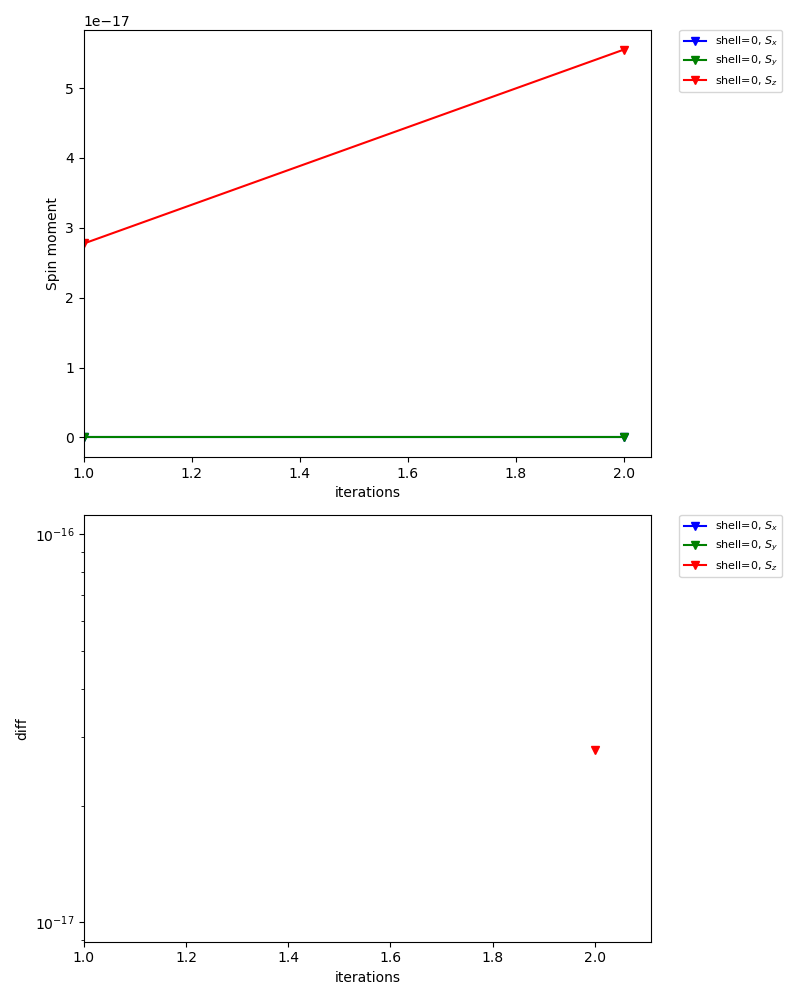 1e−17
5
4
3
2
1
0
Spin moment
1.0 1.2 1.4 1.6 1.8 2.0
iterations
shell=0, Sx
shell=0, Sy
shell=0, Sz
10−16
10−17
diff
1.0 1.2 1.4 1.6 1.8 2.0
iterations
shell=0, Sx
shell=0, Sy
shell=0, Sz